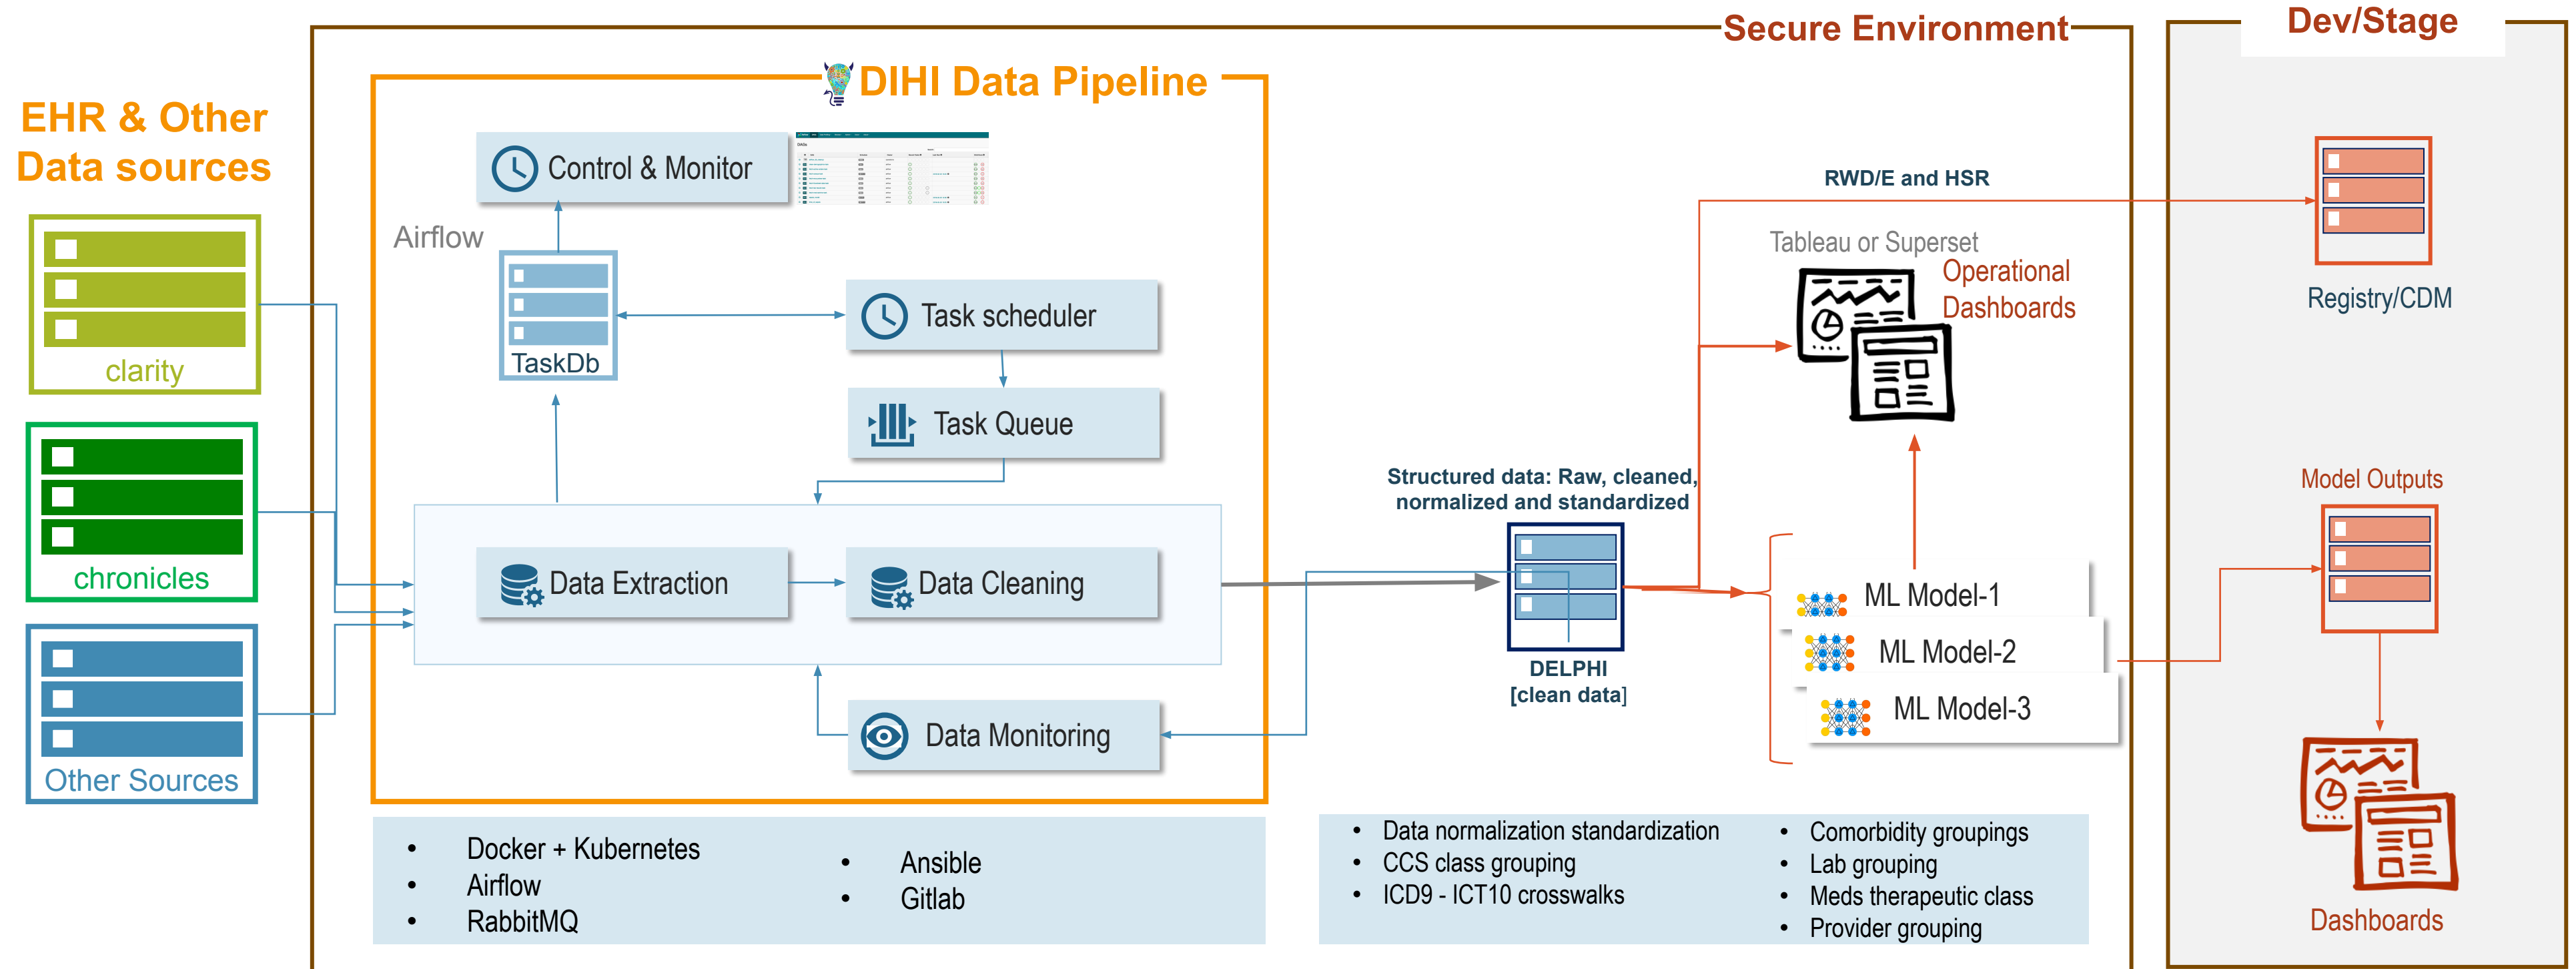 Secure Environment
Dev/Stage
DIHI Data Pipeline
EHR & Other
Data sources
clarity
chronicles
Other Sources
Control & Monitor
DAGs
Airflow
TaskDb
Task scheduler
Task Queue
Data Extraction
Data Cleaning
Data Monitoring
Docker + Kubernetes
Airflow
RabbitMQ
Ansible
Gitlab
Structured data: Raw, cleaned,
normalized and standardized
DELPHI
[clean data]
RWD/E and HSR
Tableau or Superset
Operational
Dashboards
ML Model-1
ML Model-2
ML Model-3
Data normalization standardization
CCS class grouping
ICD9 - ICT10 crosswalks
Comorbidity groupings
Lab grouping
Meds therapeutic class
Provider grouping
Registry/CDM
Model Outputs
Dashboards